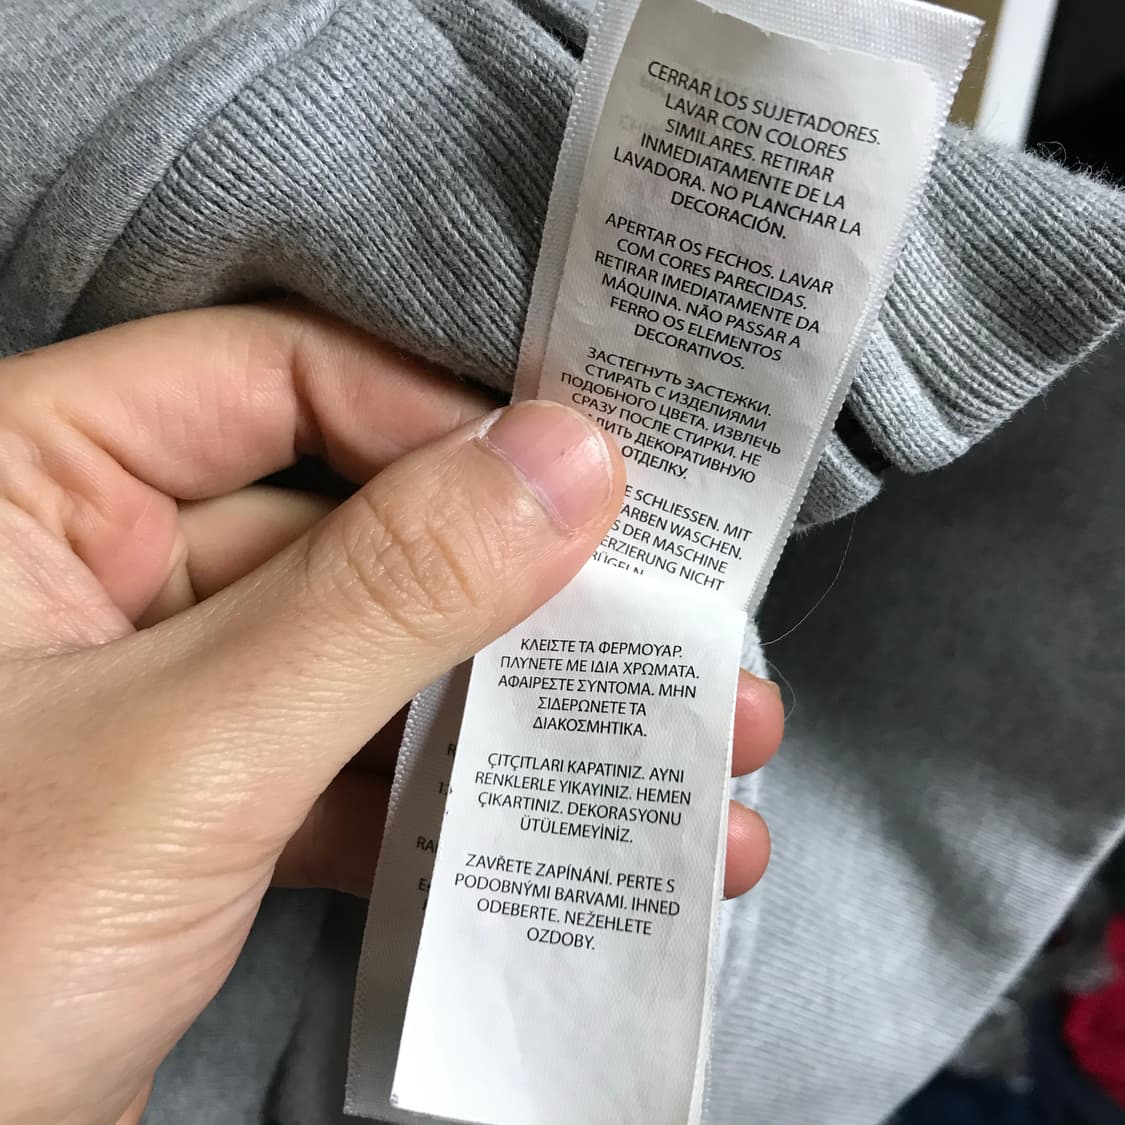 CERRAR LOS SUJETADORES.
LAVAR CON COLORES
SIMILARES. RETIRAR
INMEDIATAMENTE DE LA
LAVADORA. NO PLANCHAR LA
DECORACIÓN.
APERTAR OS FECHOS. LAVAR
COM CORES PARECIDAS.
RETIRAR IMEDIATAMENTE DA
MÁQUINA. NÃO PASSAR A
FERRO OS ELEMENTOS
DECORATIVOS.
ЗАСТЕГНУТЬ ЗАСТЕЖКИ.
СТИРАТЬ С ИЗДЕЛИЯМИ
ПОДОБНОГО ЦВЕТА. ИЗВЛЕЧЬ
СРАЗУ ПОСЛЕ СТИРКИ. НЕ
ДЕКОРАТИВНУЮ
ОТДЕЛКУ.
SCHLIESSEN. MIT
WASCHEN.
DER MASCHINE
NICHT
ΚΛΕΙΣΤΕ ΤΑ ΦΕΡΜΟΥΑΡ.
ΠΛΥΝΕΤΕ ΜΕ ΙΔΙΑ ΧΡΩΜΑΤΑ.
ΑΦΑΙΡΕΣΤΕ ΣΥΝΤΟΜΑ. ΜΗΝ
ΣΙΔΕΡΩΝΕΤΕ ΤΑ
ΔΙΑΚΟΣΜΗΤΙΚΑ.
ÇITÇITLARI KAPATINIZ. AYNI
RENKLERLE YIKAYINIZ. HEMEN
ÇIKARTINIZ. DEKORASYONU
ÜTÜLEMEYİNİZ.
ZAVŘETE ZAPÍNÁNÍ. PERTE S
PODOBNÝMI BARVAMI. IHNED
ODEBERTE. NEŽEHLETE
OZDOBY.